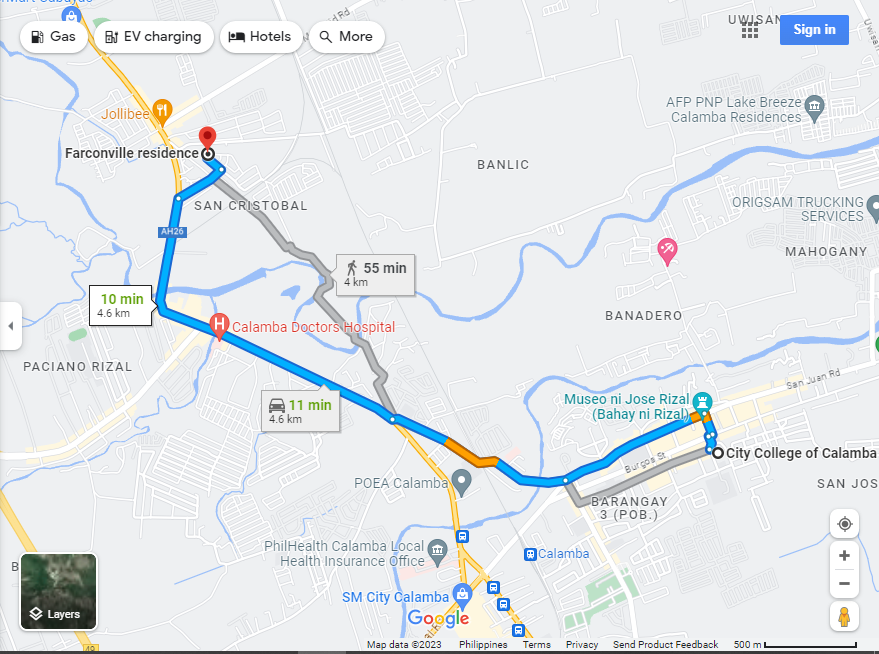 Mart Cabuyao
Gas
EV charging
Hotels
More
Sign in
Jollibee
AFP PNP Lake Breeze
Calamba Residences
Farconville residence
BANLIC
SAN CRISTOBAL
ORIGSAM TRUCKING
SERVICES
AH26
MAHOGANY
55 min
4 km
10 min
4.6 km
BANADERO
Calamba Doctors Hospital
PACIANO RIZAL
San Juan Rd
11 min
4.6 km
Museo ni Jose Rizal
(Bahay ni Rizal)
City College of Calamba
Burgos St
POEA Calamba
SAN JOS
BARANGAY
3 (POB.)
PhilHealth Calamba Local
Health Insurance Office
Calamba
B
SM City Calamba
Layers
Google
49
Map data ©2023
Philippines
Terms
Privacy
Send Product Feedback
500 m